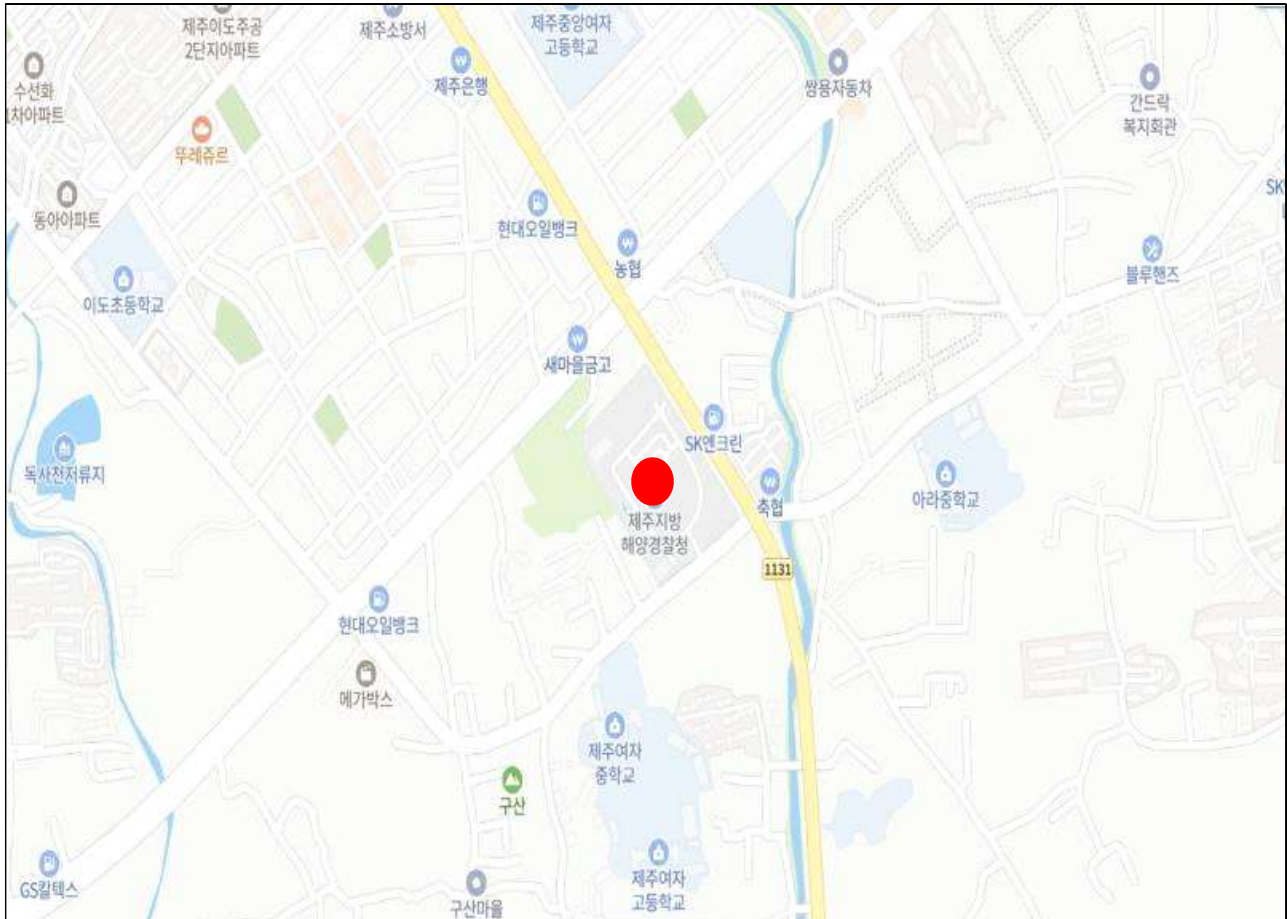 제주이도주공
2단지아파트
제주소방서
제주중앙여자
고등학교
제주은행
쌍용자동차
간드락
복지회관
수선화
1차아파트
뚜레쥬르
동아아파트
SK
현대오일뱅크
농협
블루핸즈
이도초등학교
새마을금고
SK엔크린
독사천저류지
축협
아라중학교
제주지방
해양경찰청
1131
현대오일뱅크
메가박스
제주여자
중학교
구산
GS칼텍스
구산마을
제주여자
고등학교